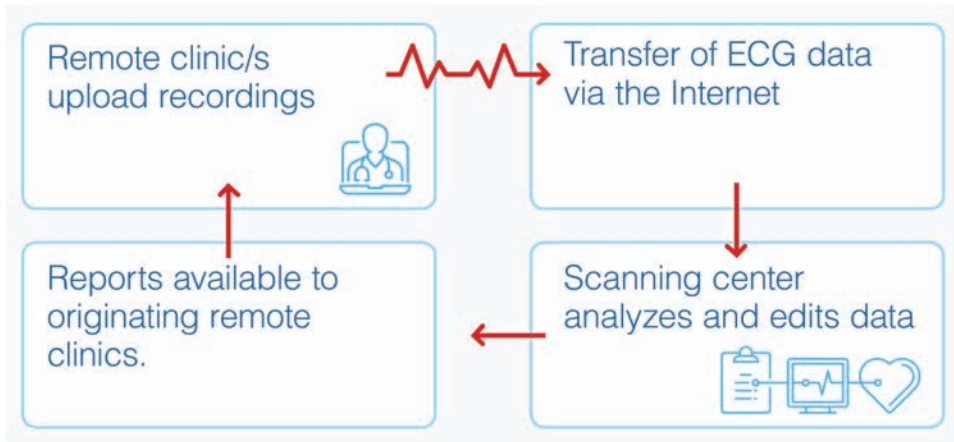 Remote clinic/s
upload recordings
Transfer of ECG data
via the Internet
Reports available to
originating remote
clinics.
Scanning center
analyzes and edits data